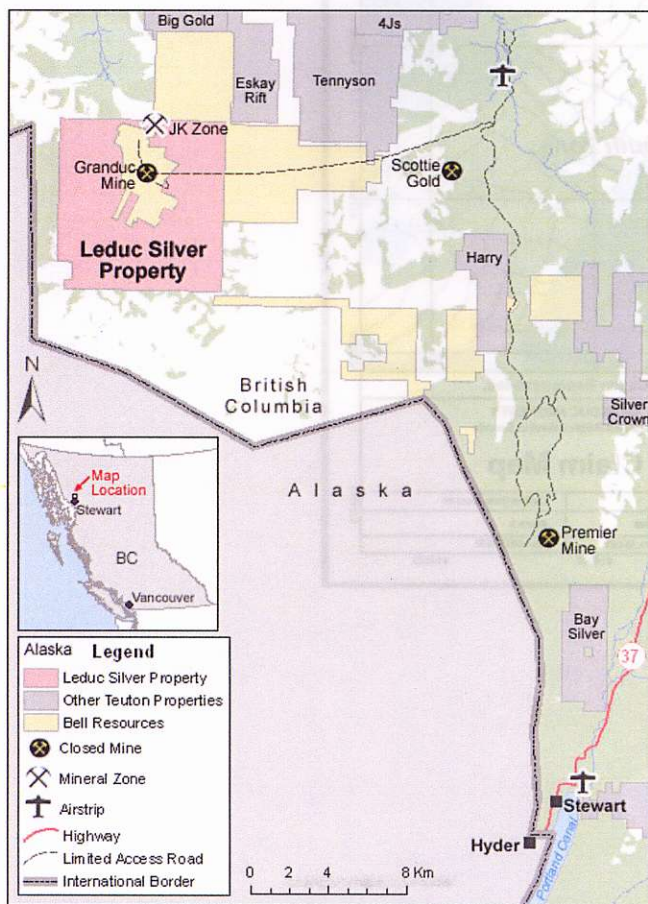 Big Gold
4Js
Eskay
Rift
Tennyson
JK Zone
Granduc
Mine
Scottie
Gold
Leduc Silver
Property
Harry
N
British
Columbia
Silver
Crown
Alaska
Map
Location
Stewart
BC
Vancouver
Premier
Mine
Bay
Silver
37
Alaska
Legend
Leduc Silver Property
Other Teuton Properties
Bell Resources
Closed Mine
Mineral Zone
Airstrip
Highway
Limited Access Road
International Border
Stewart
Hyder
Portland Canal
0 2 4 8 Km